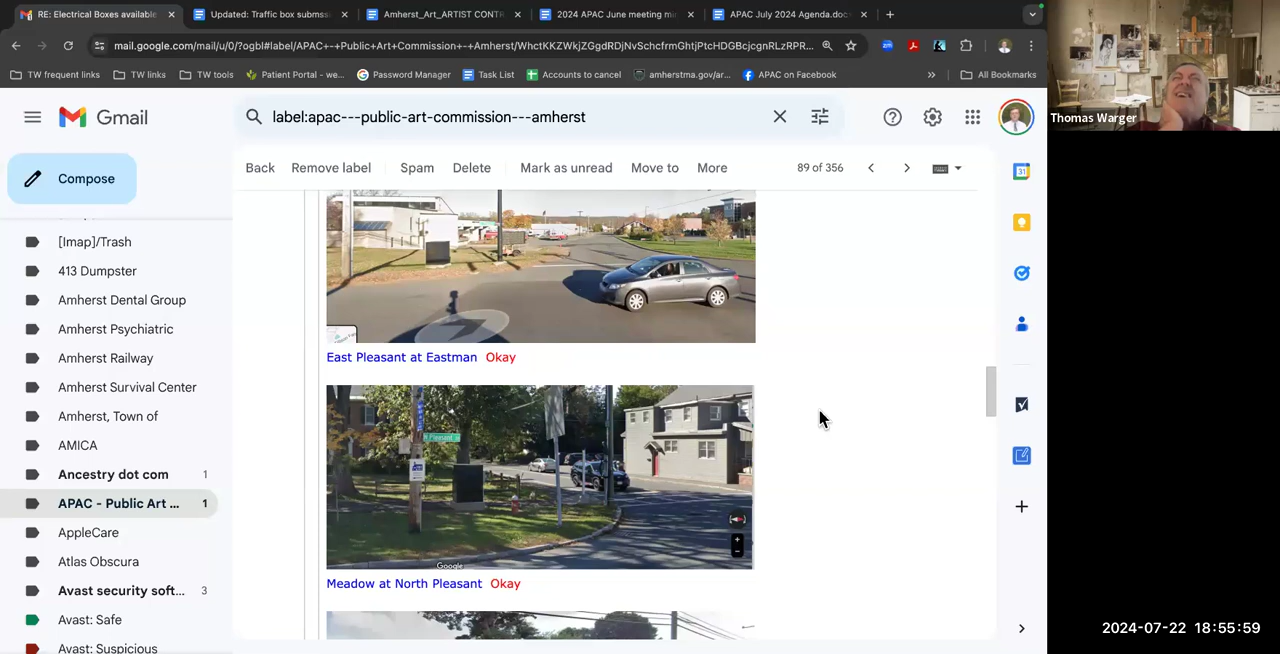 RE: Electrical Boxes available
Updated: Traffic box submssi
Amherst_Art_ARTIST CONTR
2024 APAC June meeting mi
APAC July 2024 Agenda.doc
mail.google.com/mail/u/0/?ogbl#label/APAC+-+Public+Art+Commission+-+Amherst/WhctKKZWkjZGgdRDjNvSchcfrmGhtjPtcHDGBcjcgnRLzRPR...
TW frequent links
TW links
TW tools
Patient Portal - we...
Password Manager
Task List
Accounts to cancel
amherstma.gov/ar...
APAC on Facebook
»
All Bookmarks
Thomas Warger
Gmail
label:apac---public-art-commission---amherst
Compose
Back
Remove label
Spam
Delete
Mark as unread
Move to
More
89 of 356
[Imap]/Trash
413 Dumpster
Amherst Dental Group
Amherst Psychiatric
Amherst Railway
Amherst Survival Center
Amherst, Town of
AMICA
Ancestry dot com 1
APAC - Public Art ... 1
AppleCare
Atlas Obscura
Avast security soft... 3
Avast: Safe
Avast: Suspicious
East Pleasant at Eastman Okay
Google
Meadow at North Pleasant Okay
31
2024-07-22 18:55:59